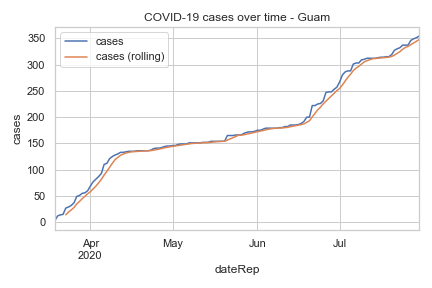 COVID-19 cases over time - Guam
cases
cases (rolling)
350
300
250
200
150
100
50
0
cases
Apr
2020
May
Jun
Jul
dateRep